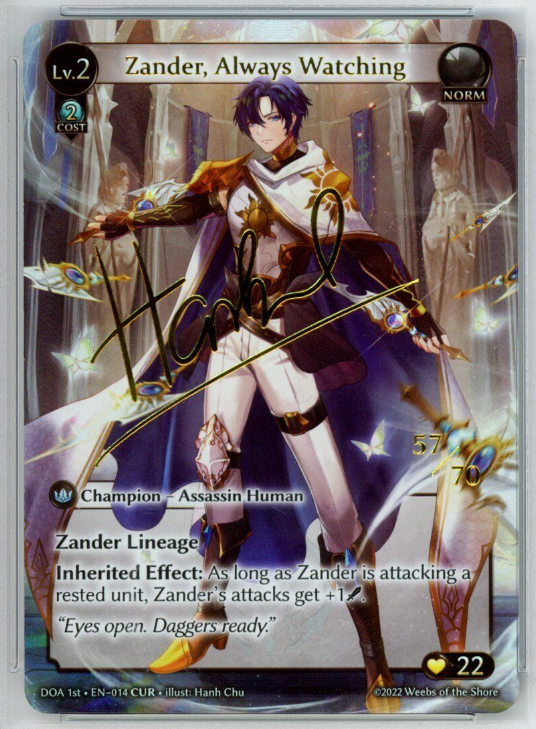 Lv.2
Zander, Always Watching
NORM
2
COST
57
70
Champion – Assassin Human
Zander Lineage
Inherited Effect: As long as Zander is attacking a
rested unit, Zander's attacks get +1.
"Eyes open. Daggers ready."
22
DOA 1st • EN-014 CUR • illust: Hanh Chu
©2022 Weebs of the Shore